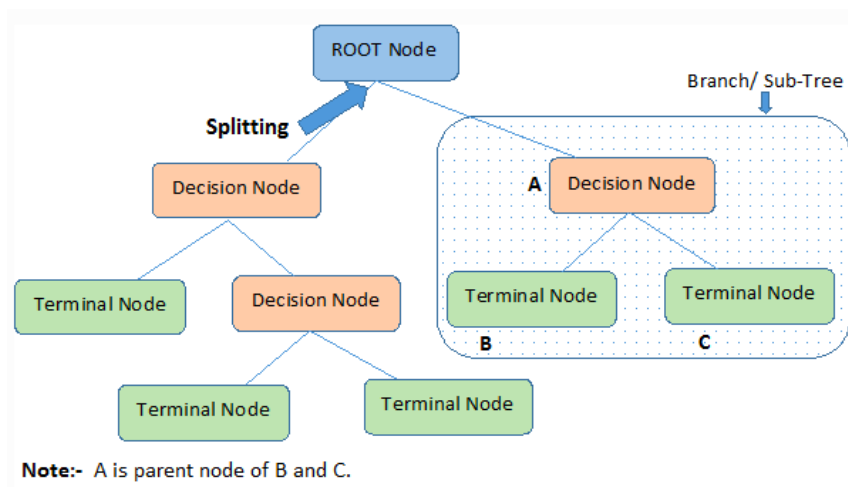 ROOT Node
Branch/ Sub-Tree
Splitting
Decision Node
A
Decision Node
Terminal Node
Decision Node
Terminal Node
Terminal Node
B
C
Terminal Node
Terminal Node
Note:- A is parent node of B and C.